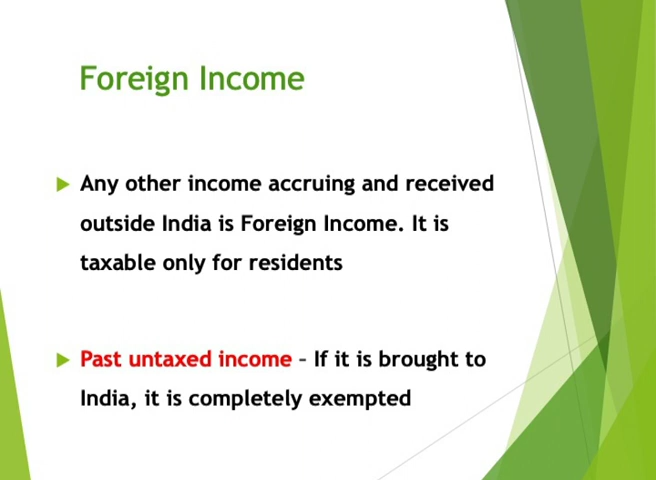 Foreign Income
Any other income accruing and received
outside India is Foreign Income. It is
taxable only for residents
Past untaxed income – If it is brought to
India, it is completely exempted